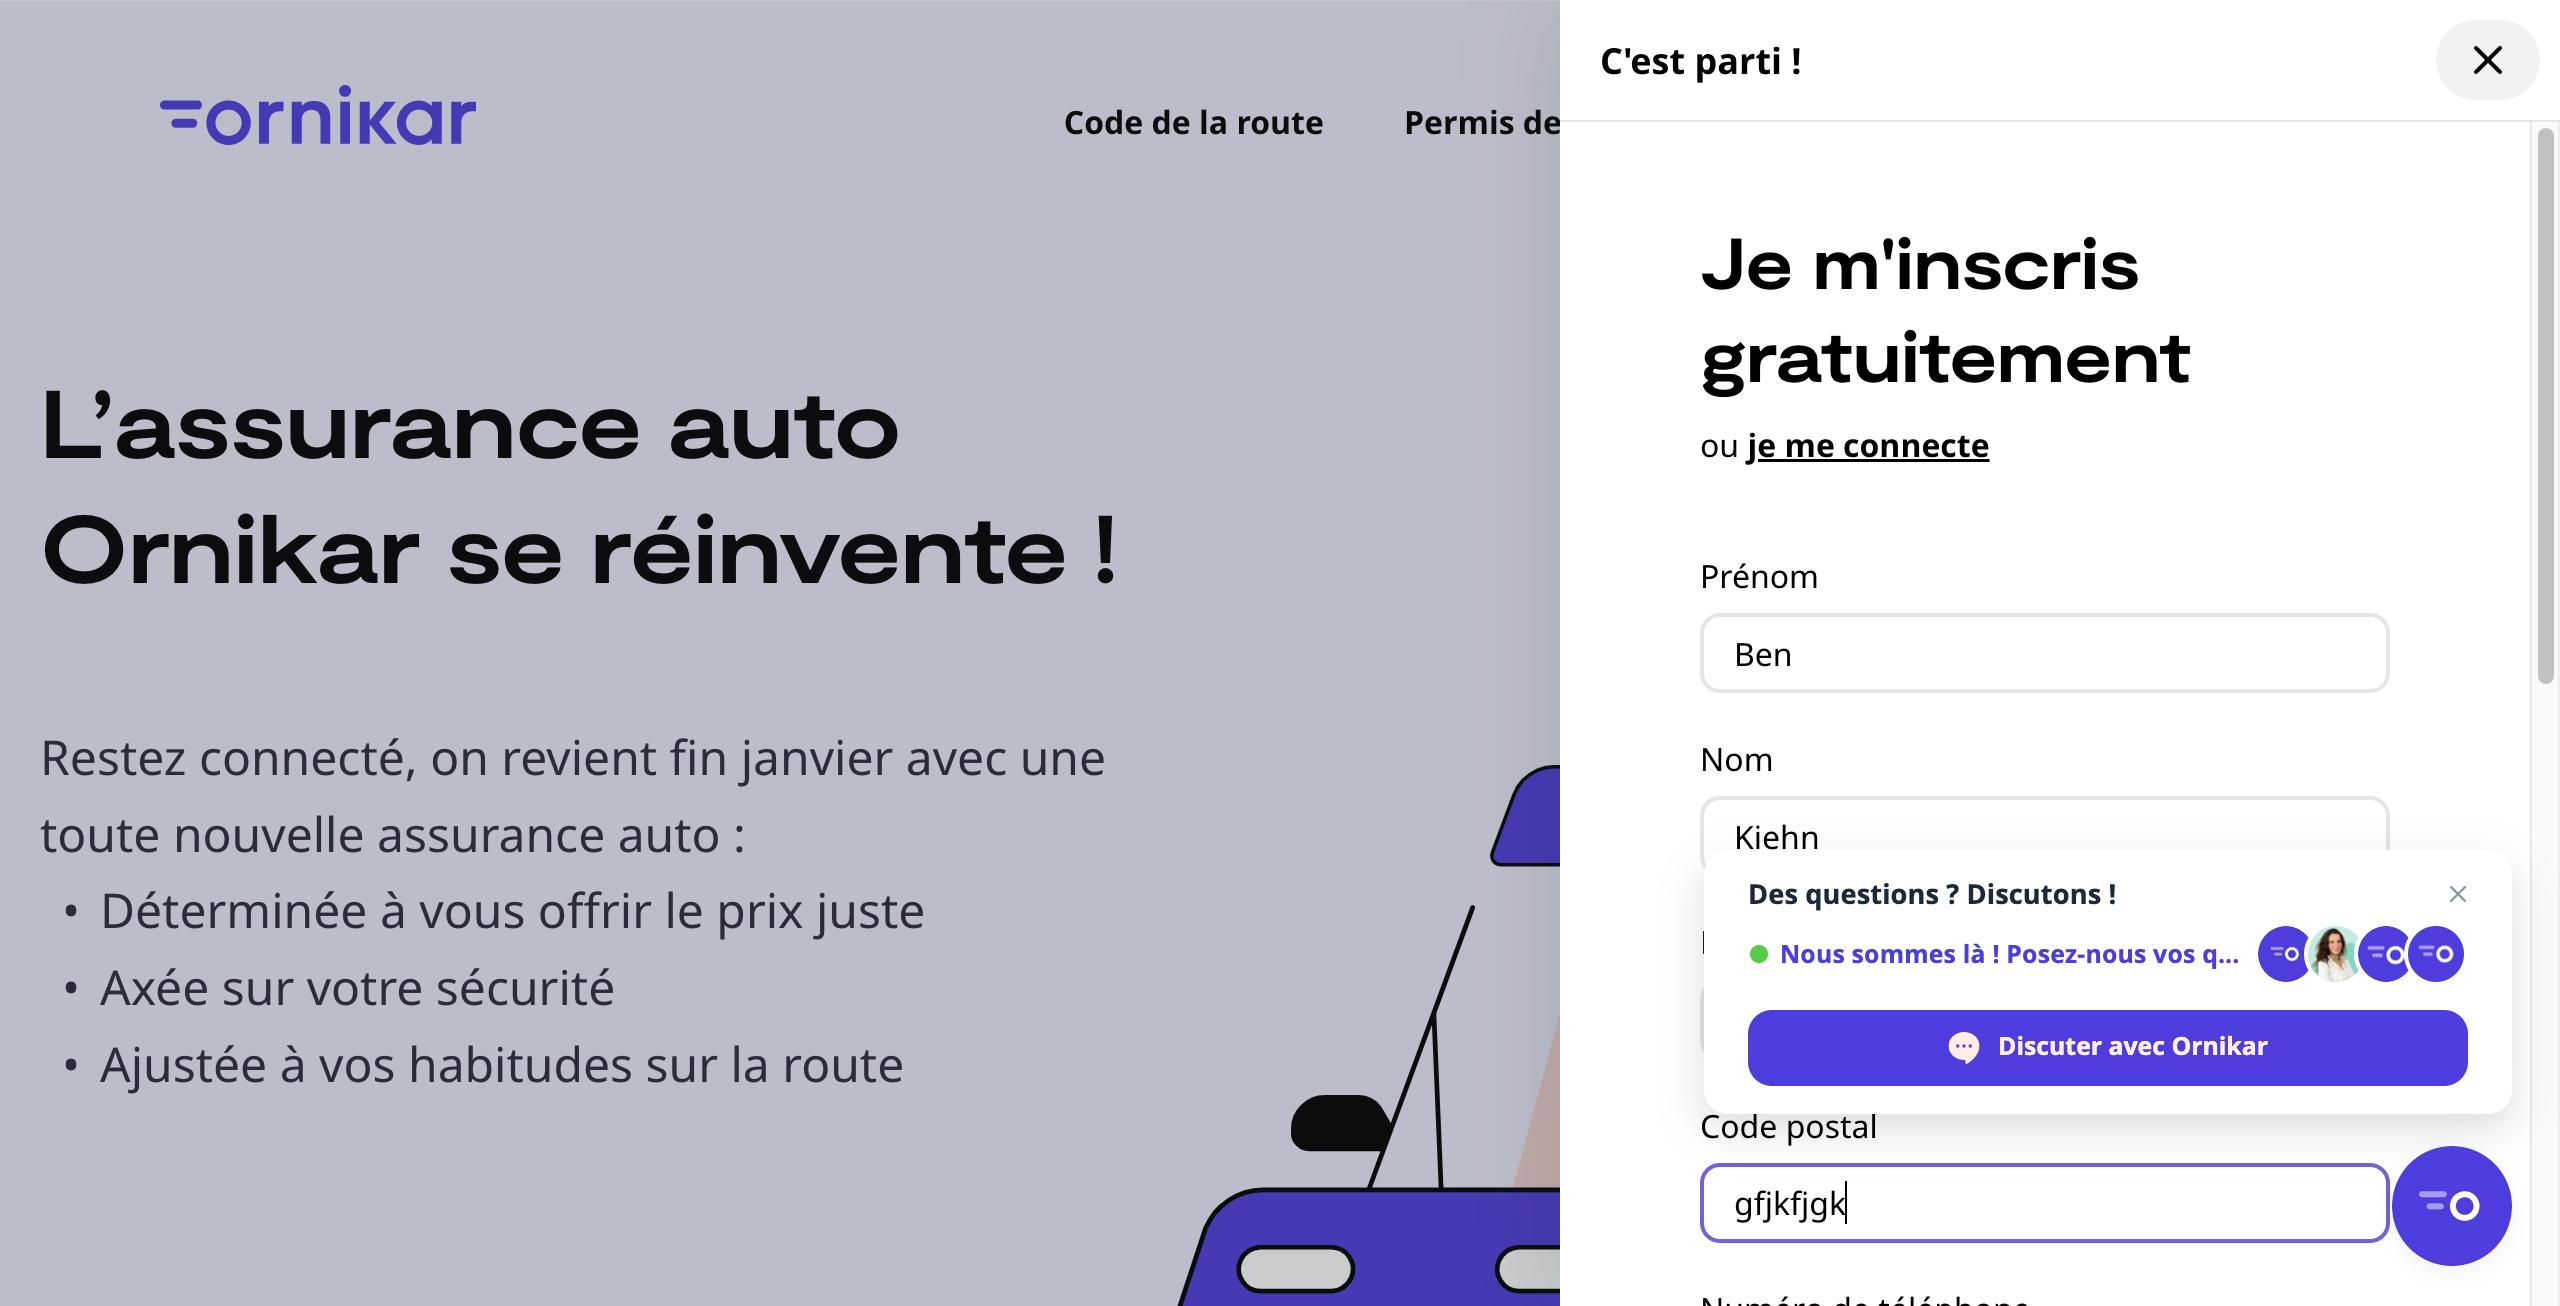 ornikar
Code de la route
Permis de
L’assurance auto
Ornikar se réinvente !
Restez connecté, on revient fin janvier avec une
toute nouvelle assurance auto :
• Déterminée à vous offrir le prix juste
• Axée sur votre sécurité
• Ajustée à vos habitudes sur la route
C'est parti !
Je m'inscris
gratuitement
ou je me connecte
Prénom
Ben
Nom
Kiehn
Des questions ? Discutons !
Nous sommes là ! Posez-nous vos q...
Discuter avec Ornikar
Code postal
gfjkfjgk
Numéro de téléphone